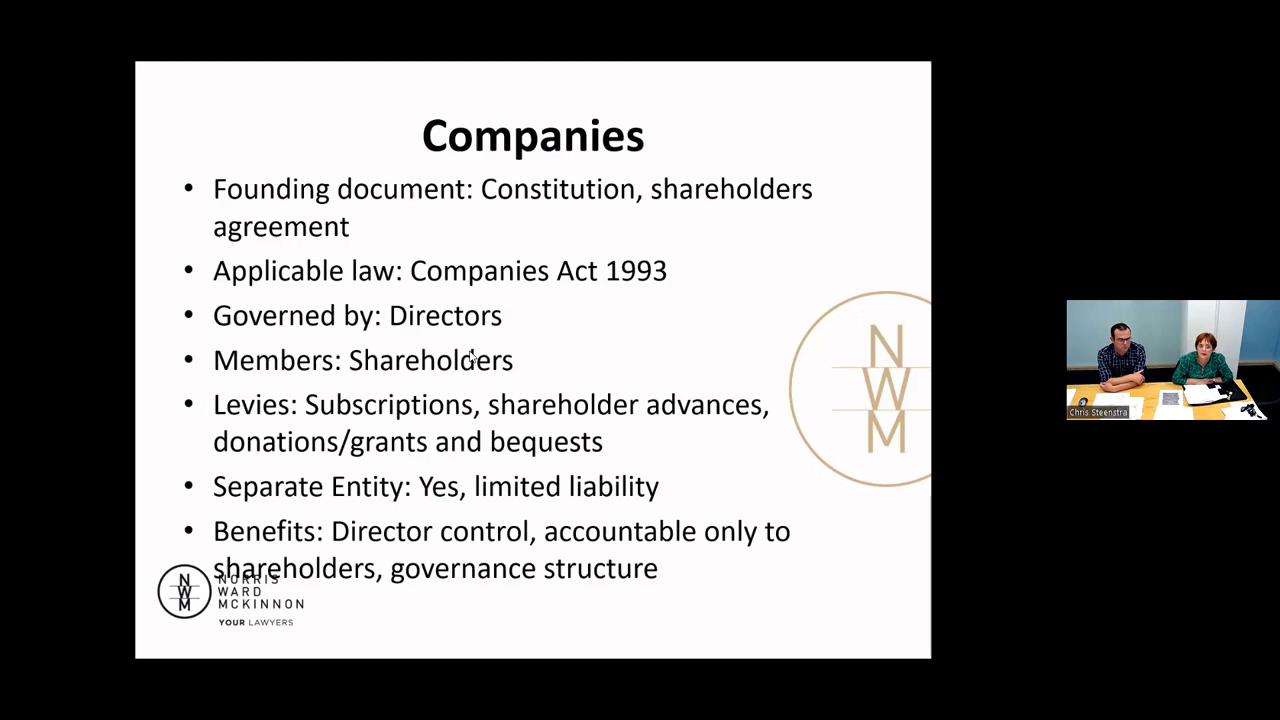 Companies
• Founding document: Constitution, shareholders
agreement
• Applicable law: Companies Act 1993
• Governed by: Directors
• Members: Shareholders
• Levies: Subscriptions, shareholder advances,
donations/grants and bequests
• Separate Entity: Yes, limited liability
• Benefits: Director control, accountable only to
shareholders, governance structure
N
W
M
N
W
M
NORRIS
WARD
MCKINNON
YOUR LAWYERS
Chris Steenstra